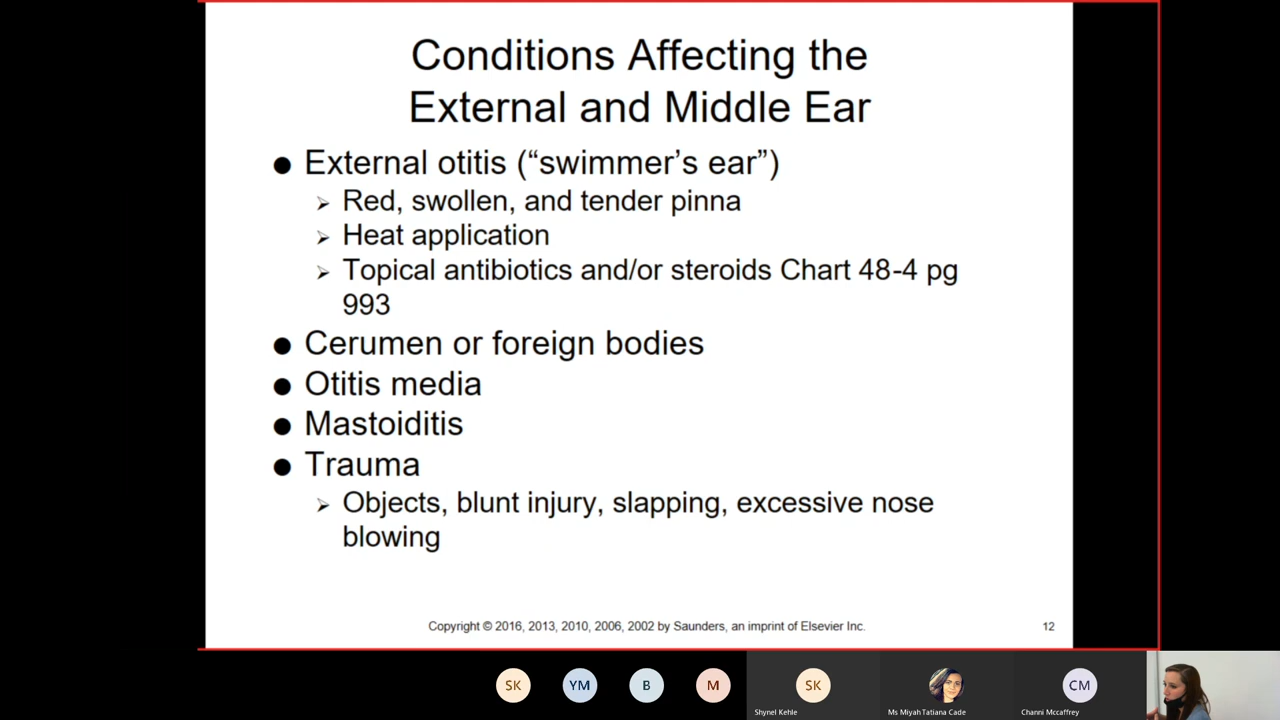 Conditions Affecting the
External and Middle Ear
● External otitis (“swimmer’s ear”)
➢ Red, swollen, and tender pinna
➢ Heat application
➢ Topical antibiotics and/or steroids Chart 48-4 pg
993
● Cerumen or foreign bodies
● Otitis media
● Mastoiditis
● Trauma
➢ Objects, blunt injury, slapping, excessive nose
blowing
Copyright © 2016, 2013, 2010, 2006, 2002 by Saunders, an imprint of Elsevier Inc. 12
SK YM B M SK CM
Shynel Kehle Ms MiyahTatiana Cade Channi Mccaffrey